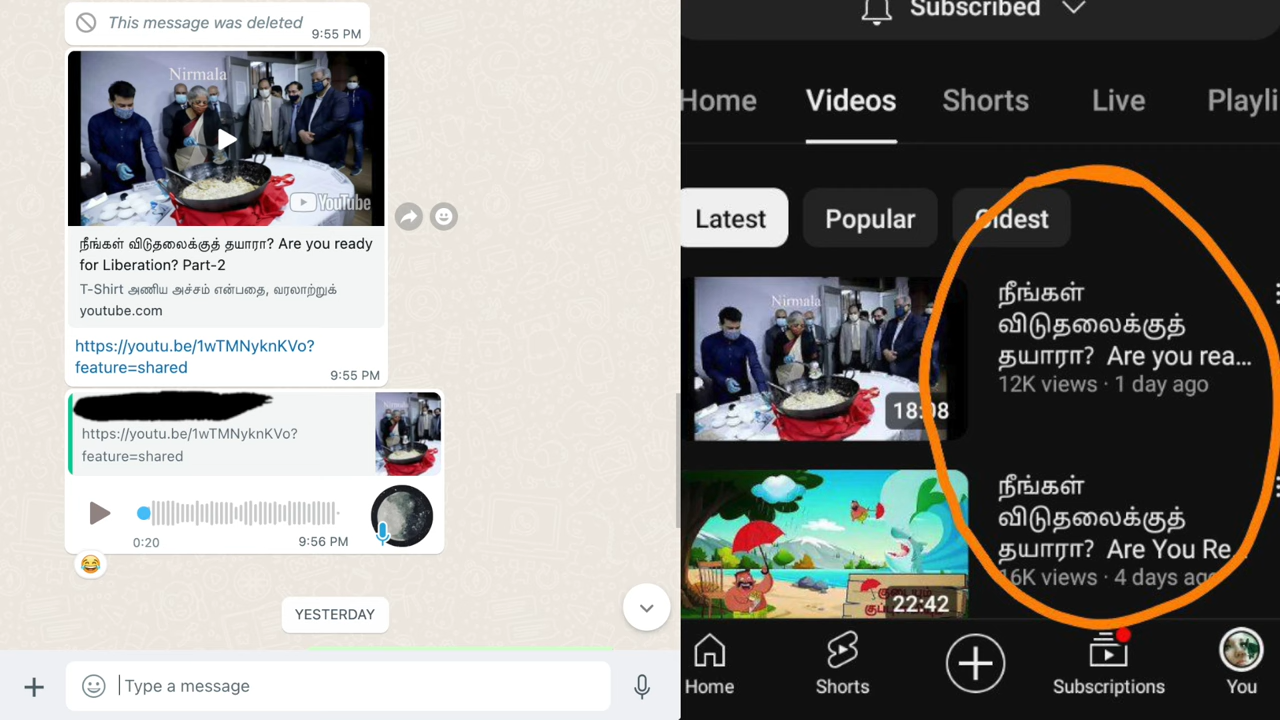 This message was deleted
9:55 PM
Nirmala
YouTube
நீங்கள் விடுதலைக்குத் தயாரா? Are you ready
for Liberation? Part-2
T-Shirt அணிய அச்சம் என்பதை, வரலாற்றுக்
youtube.com
https://youtu.be/1wTMNyknKVo?
feature=shared
9:55 PM
https://youtu.be/1wTMNyknKVo?
feature=shared
Nirmala
0:20
9:56 PM
YESTERDAY
Type a message
Subscribed
Home Videos Shorts Live Playli
Latest Popular Oldest
Nirmala
18:08
நீங்கள்
விடுதலைக்குத்
தயாரா? Are you rea...
12K views · 1 day ago
22:42
நீங்கள்
விடுதலைக்குத்
தயாரா? Are You Re...
16K views · 4 days ago
Home Shorts Subscriptions You